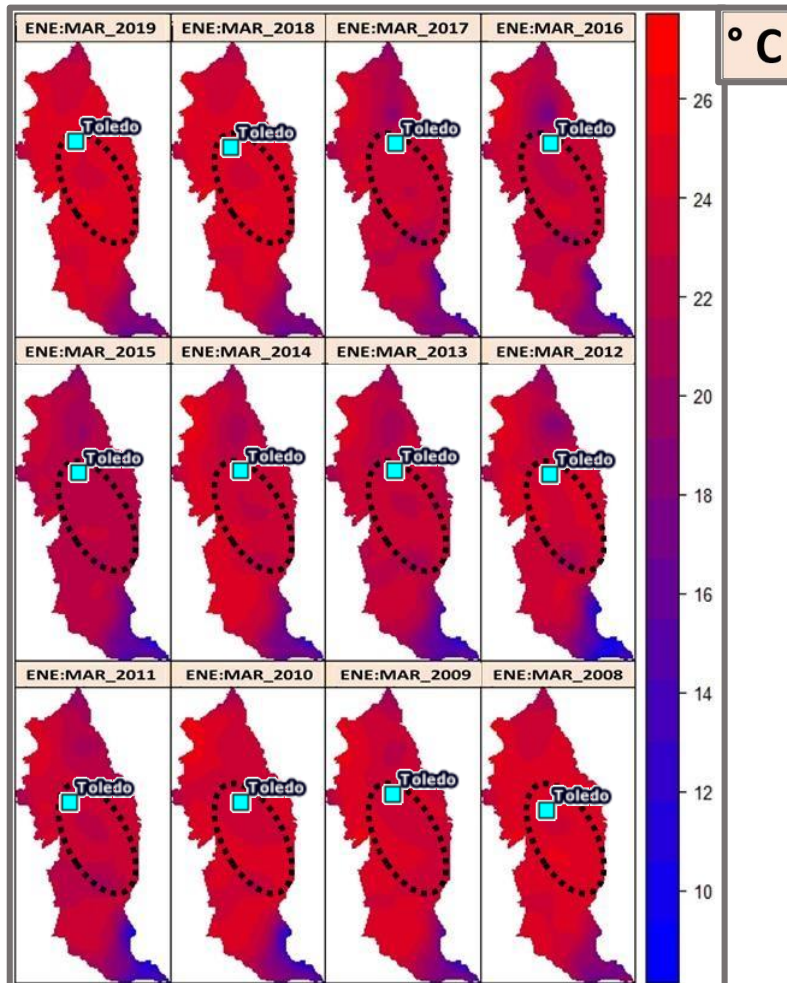 ° C
ENE:MAR_2019 ENE:MAR_2018 ENE:MAR_2017 ENE:MAR_2016
Toledo Toledo Toledo Toledo
ENE:MAR_2015 ENE:MAR_2014 ENE:MAR_2013 ENE:MAR_2012
Toledo Toledo Toledo Toledo
ENE:MAR_2011 ENE:MAR_2010 ENE:MAR_2009 ENE:MAR_2008
Toledo Toledo Toledo Toledo
26
24
22
20
18
16
14
12
10